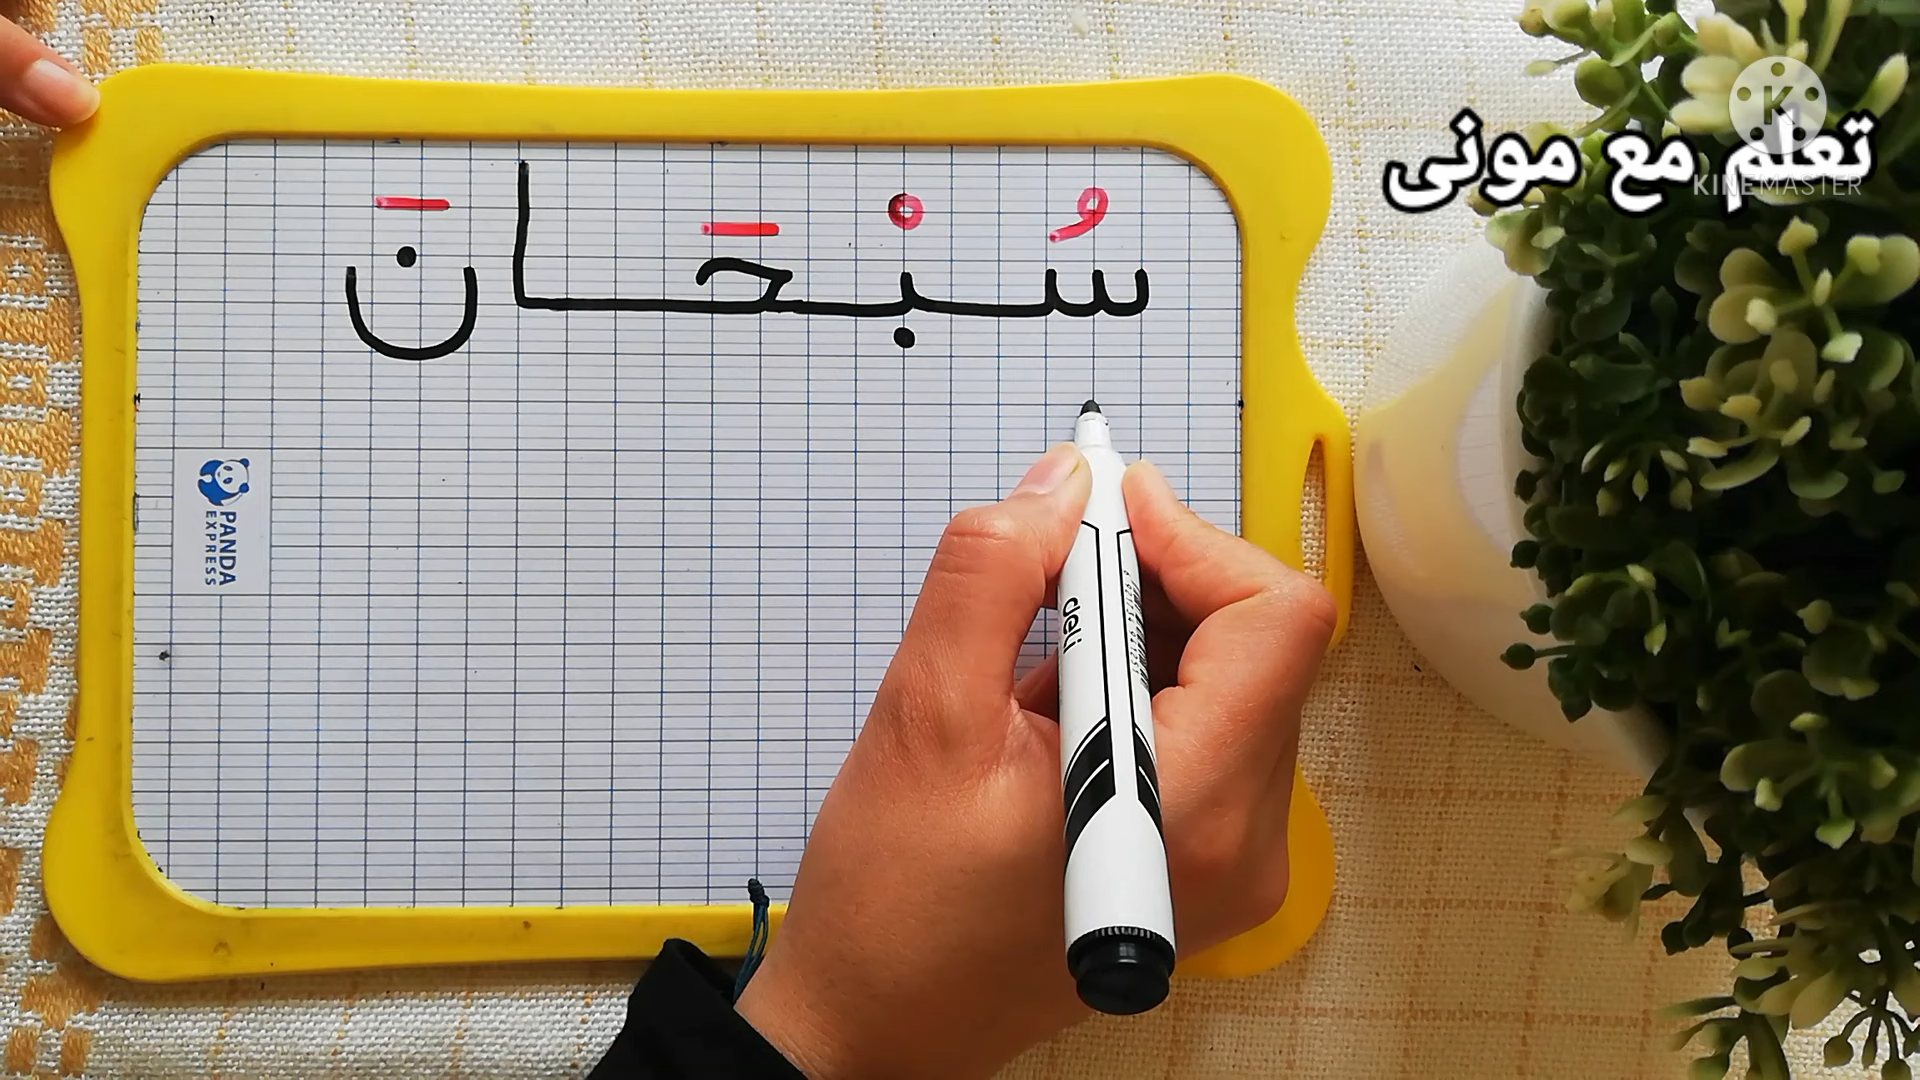 تعلم مع مونى
KINEMASTER
سُبْحَانَ
PANDA
EXPRESS
deli